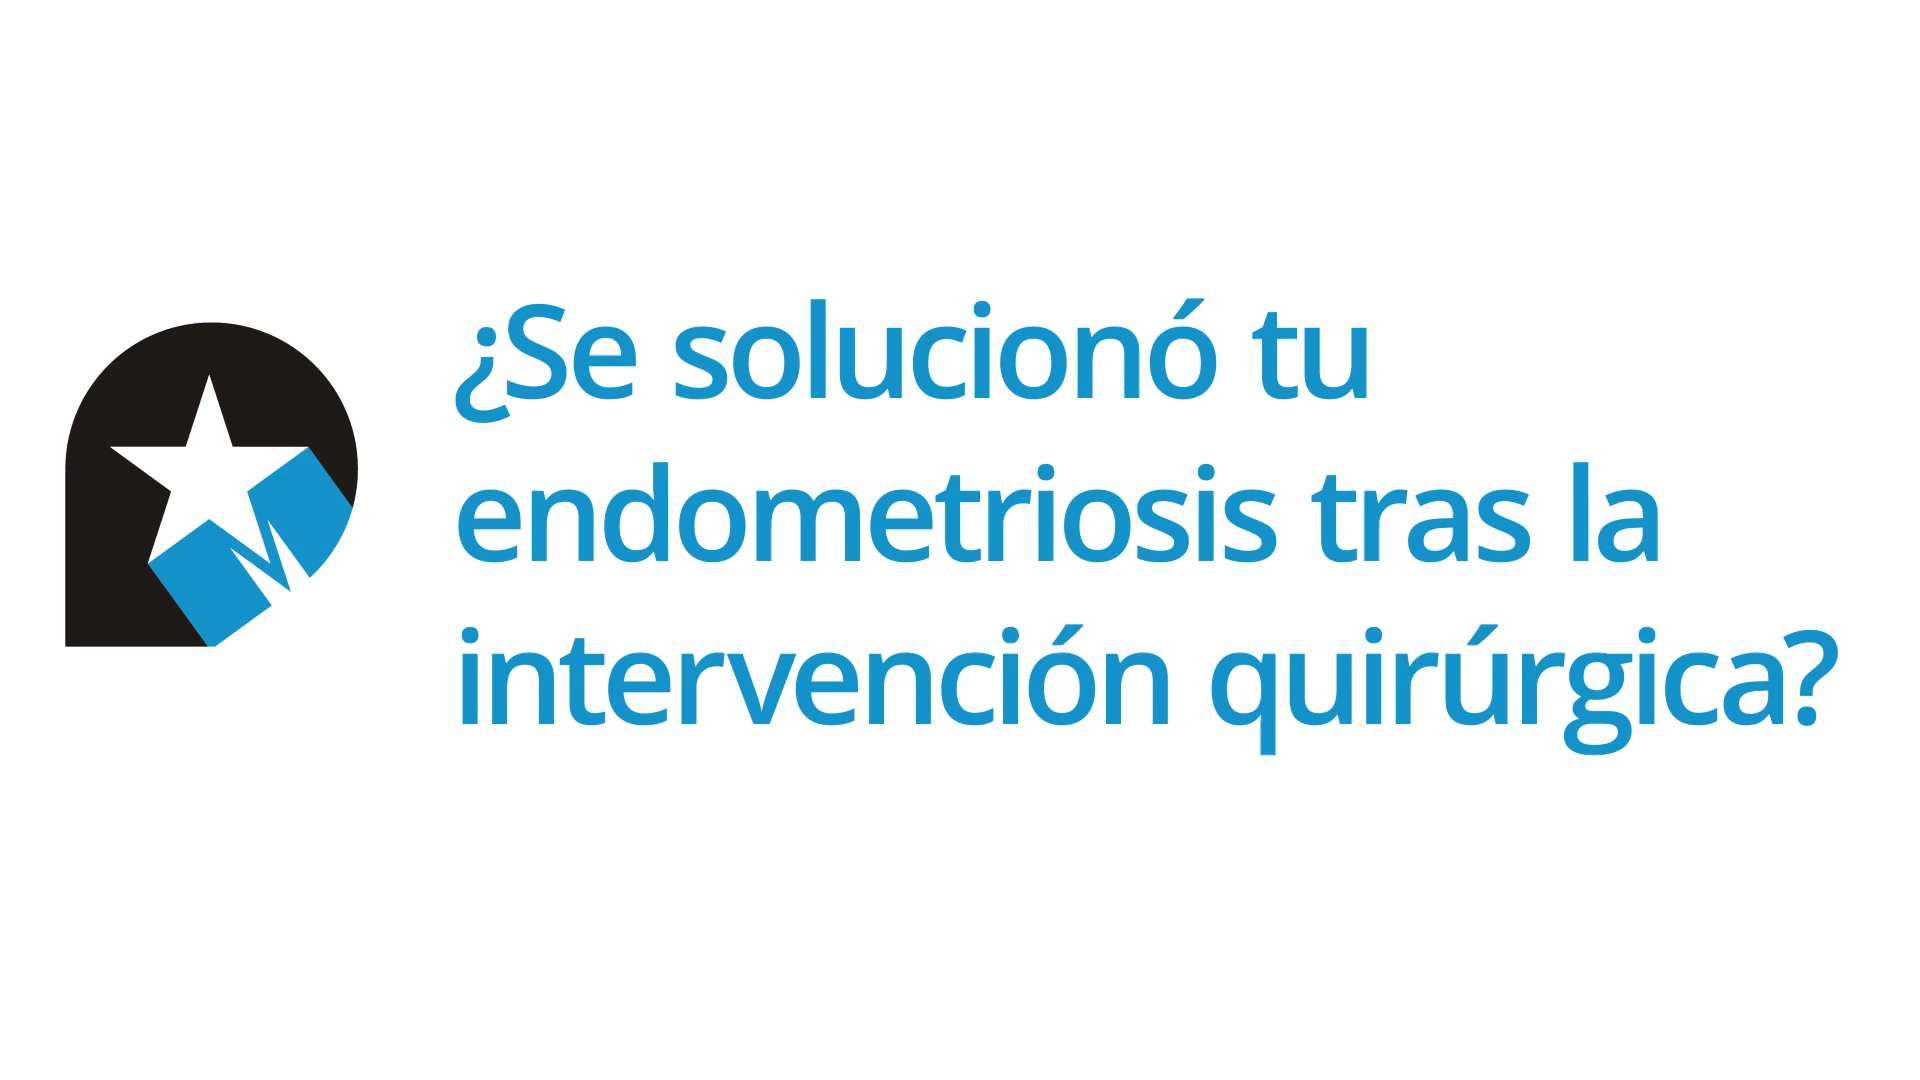 ¿Se solucionó tu
endometriosis tras la
intervención quirúrgica?